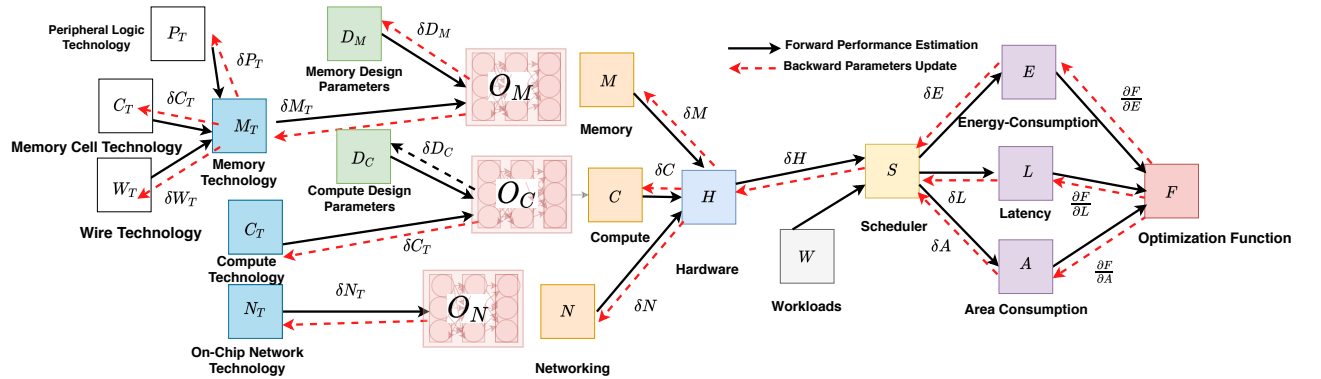 Peripheral Logic
Technology
P_T
δP_T
C_T
δC_T
Memory Cell Technology
W_T
δW_T
Wire Technology
M_T
δM_T
Memory
Technology
D_M
δD_M
Memory Design
Parameters
O_M
D_C
δD_C
Compute Design
Parameters
O_C
C_T
δC_T
Compute
Technology
N_T
δN_T
On-Chip Network
Technology
O_N
M
δM
Memory
C
δC
Compute
N
δN
Networking
H
δH
Hardware
Forward Performance Estimation
Backward Parameters Update
S
Scheduler
W
Workloads
E
δE
Energy-Consumption
L
δL
Latency
A
δA
Area Consumption
∂F/∂E
∂F/∂L
∂F/∂A
F
Optimization Function